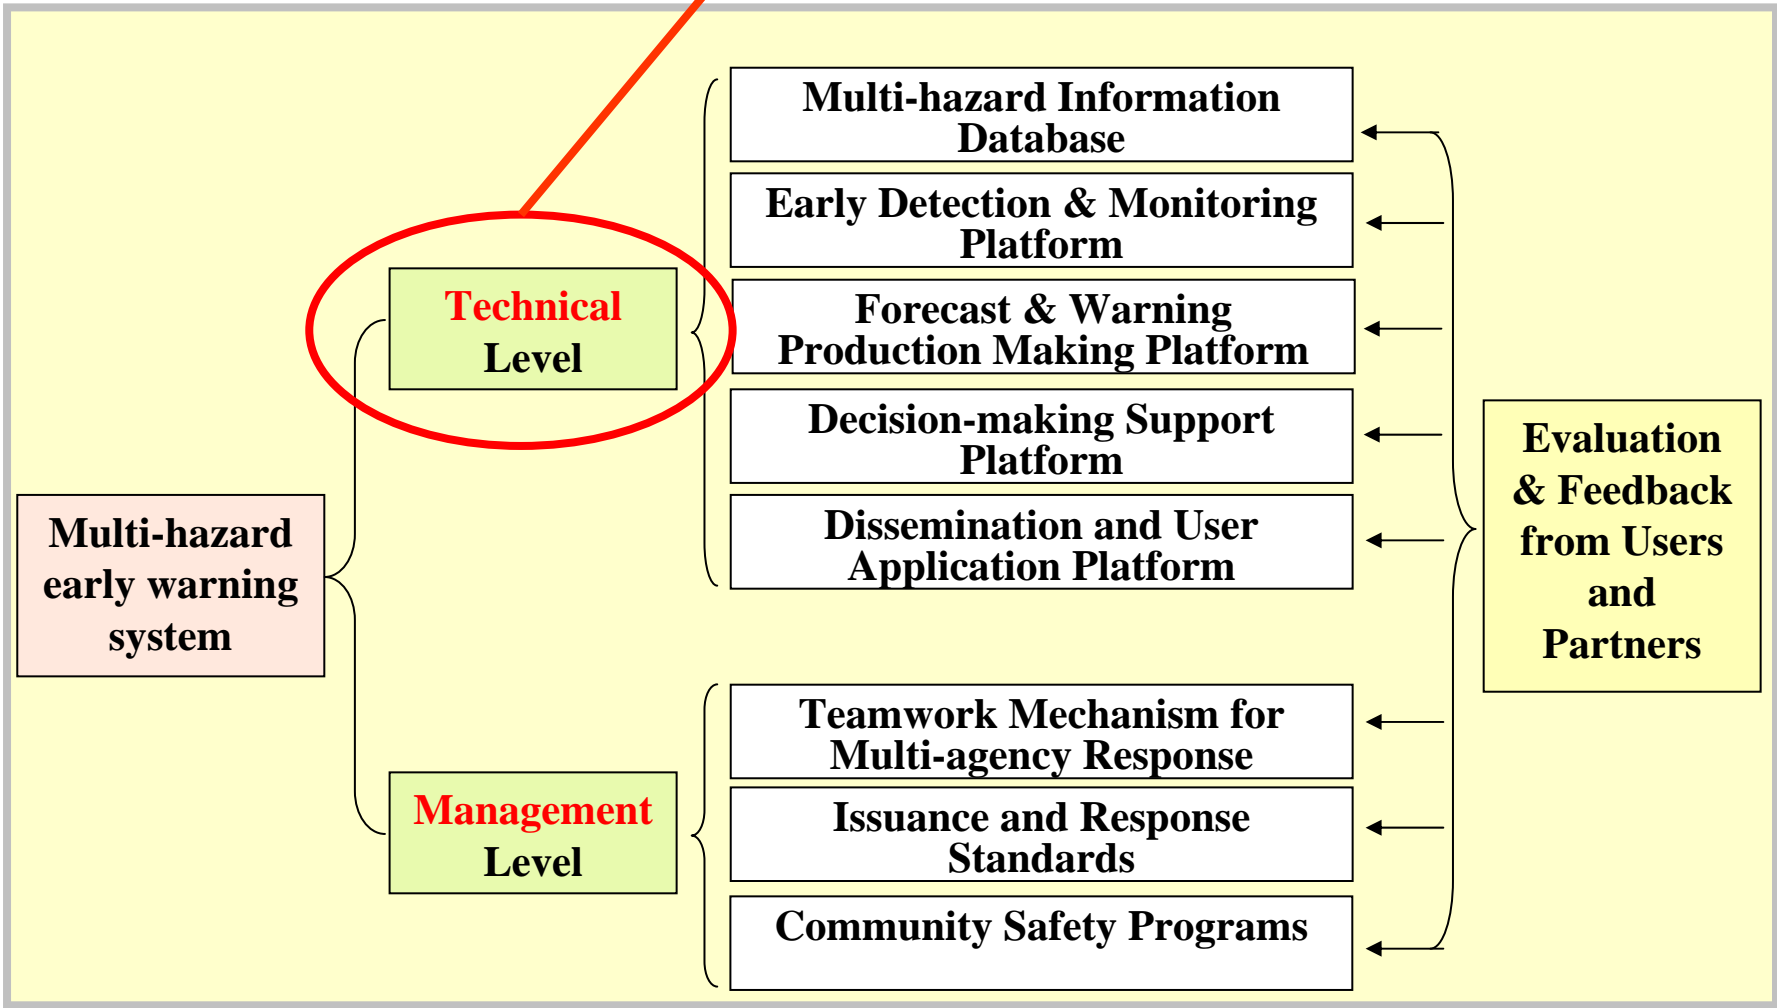 Multi-hazard
early warning
system
Technical
Level
Multi-hazard Information
Database
Early Detection & Monitoring
Platform
Forecast & Warning
Production Making Platform
Decision-making Support
Platform
Dissemination and User
Application Platform
Management
Level
Teamwork Mechanism for
Multi-agency Response
Issuance and Response
Standards
Community Safety Programs
Evaluation
& Feedback
from Users
and
Partners